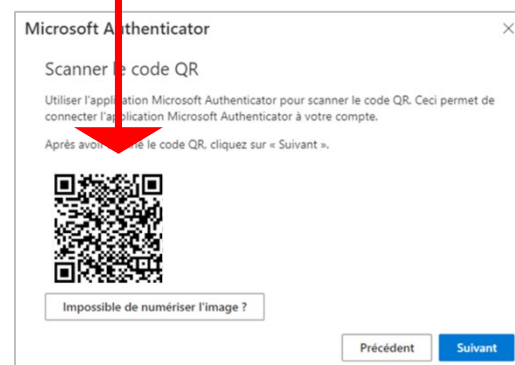 Microsoft Authenticator
Scanner le code QR
Utiliser l'application Microsoft Authenticator pour scanner le code QR. Ceci permet de
connecter l'application Microsoft Authenticator à votre compte.
Après avoir le code QR, cliquez sur « Suivant ».
Impossible de numériser l'image ?
Précédent
Suivant